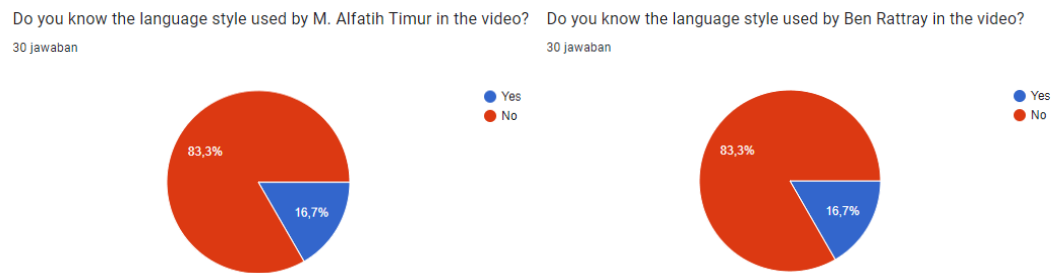 Do you know the language style used by M. Alfatih Timur in the video?
30 jawaban
Yes
No
83,3%
16,7%
Do you know the language style used by Ben Rattray in the video?
30 jawaban
Yes
No
83,3%
16,7%